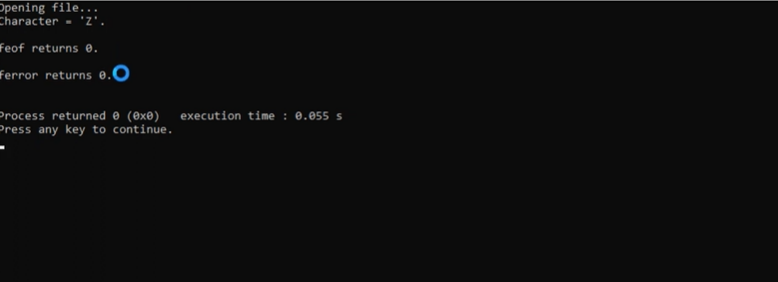 Opening file...
Character = 'Z'.
feof returns 0.
ferror returns 0.
Process returned 0 (0x0)   execution time : 0.055 s
Press any key to continue.